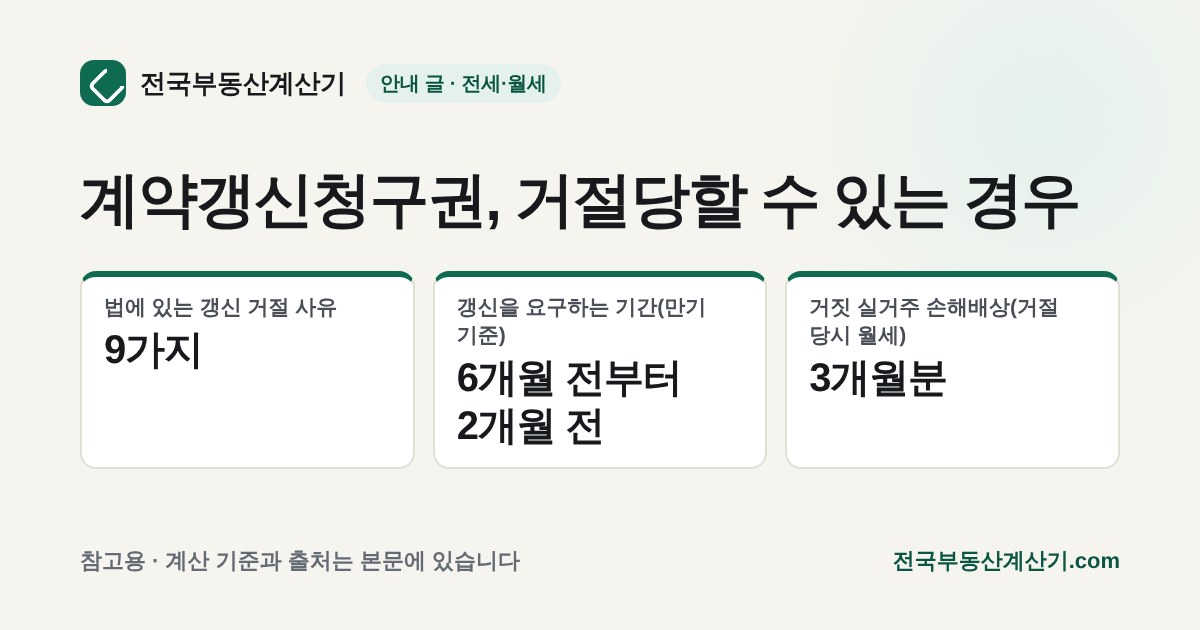 전국부동산계산기
안내 글 · 전세·월세
계약갱신청구권, 거절당할 수 있는 경우
법에 있는 갱신 거절 사유
9가지
갱신을 요구하는 기간(만기
기준)
6개월 전부터
2개월 전
거짓 실거주 손해배상(거절
당시 월세)
3개월분
참고용 · 계산 기준과 출처는 본문에 있습니다
전국부동산계산기.com